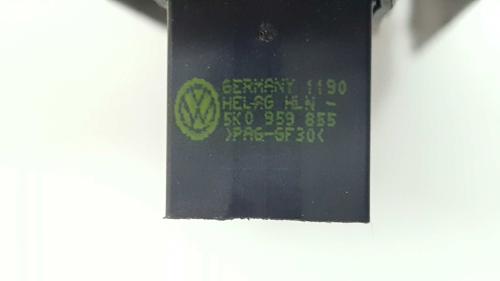 GERMANY 1190
HELAG HLN -
5K0 959 855
>PA6-GF30<